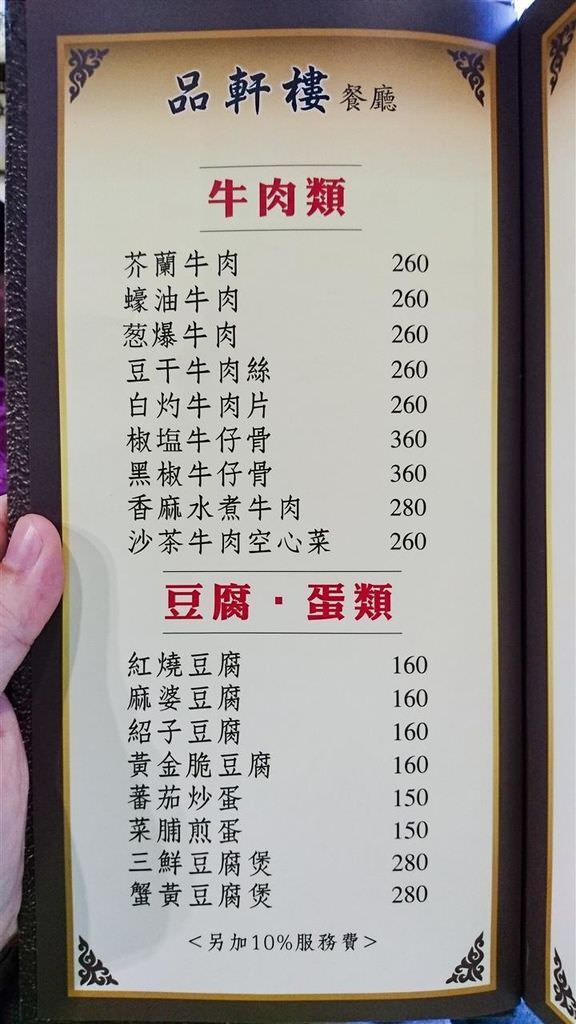 品軒樓餐廳
牛肉類
芥蘭牛肉 260
蠔油牛肉 260
葱爆牛肉 260
豆干牛肉絲 260
白灼牛肉片 260
椒塩牛仔骨 360
黑椒牛仔骨 360
香麻水煮牛肉 280
沙茶牛肉空心菜 260
豆腐·蛋類
紅燒豆腐 160
麻婆豆腐 160
紹子豆腐 160
黃金脆豆腐 160
蕃茄炒蛋 150
菜脯煎蛋 150
三鮮豆腐煲 280
蟹黃豆腐煲 280
<另加10%服務費>